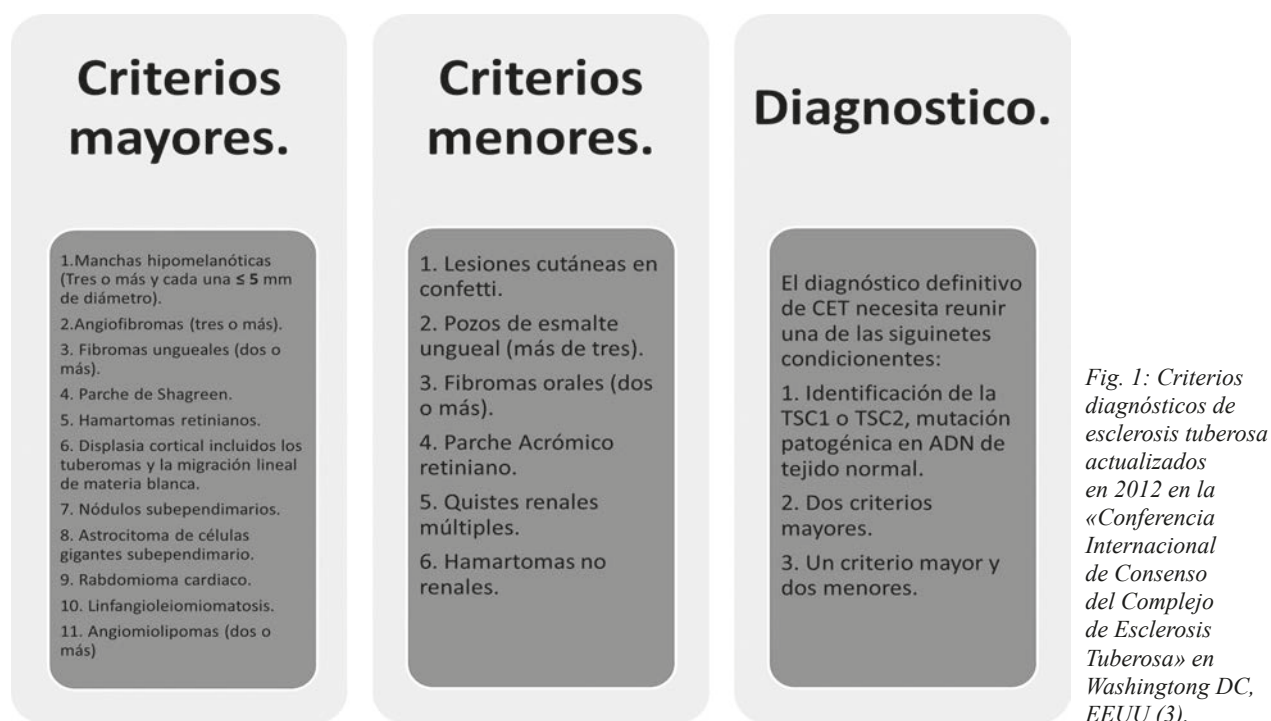 Criterios
mayores.
1.Manchas hipomelanóticas
(Tres o más y cada una ≤ 5 mm
de diámetro).
2.Angiofibromas (tres o más).
3. Fibromas ungueales (dos o
más).
4. Parche de Shagreen.
5. Hamartomas retinianos.
6. Displasia cortical incluidos los
tuberomas y la migración lineal
de materia blanca.
7. Nódulos subependimarios.
8. Astrocitoma de células
gigantes subependimario.
9. Rabdomioma cardiaco.
10. Linfangioleiomiomatosis.
11. Angiomiolipomas (dos o
más)
Criterios
menores.
1. Lesiones cutáneas en
confetti.
2. Pozos de esmalte
ungueal (más de tres).
3. Fibromas orales (dos
o más).
4. Parche Acrómico
retiniano.
5. Quistes renales
múltiples.
6. Hamartomas no
renales.
Diagnostico.
El diagnóstico definitivo
de CET necesita reunir
una de las siguinetes
condicionentes:
1. Identificación de la
TSC1 o TSC2, mutación
patogénica en ADN de
tejido normal.
2. Dos criterios
mayores.
3. Un criterio mayor y
dos menores.
Fig. 1: Criterios
diagnósticos de
esclerosis tuberosa
actualizados
en 2012 en la
«Conferencia
Internacional
de Consenso
del Complejo
de Esclerosis
Tuberosa» en
Washingtong DC,
EEUU (3).